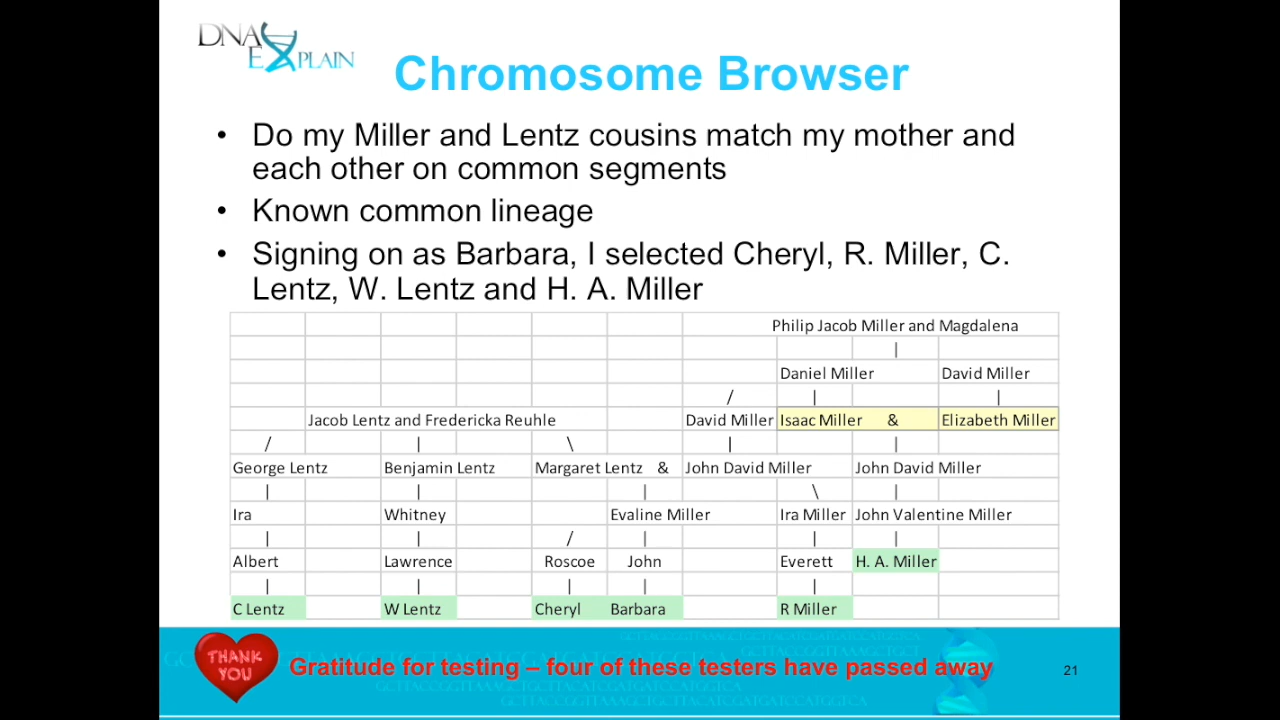 DNA
EXPLAIN
Chromosome Browser
• Do my Miller and Lentz cousins match my mother and
each other on common segments
• Known common lineage
• Signing on as Barbara, I selected Cheryl, R. Miller, C.
Lentz, W. Lentz and H. A. Miller
Philip Jacob Miller and Magdalena
|
Daniel Miller David Miller
/ | |
Jacob Lentz and Fredericka Reuhle David Miller Isaac Miller & Elizabeth Miller
/ | \ | |
George Lentz Benjamin Lentz Margaret Lentz & John David Miller John David Miller
| | | \ |
Ira Whitney Evaline Miller Ira Miller John Valentine Miller
| | / | | |
Albert Lawrence Roscoe John Everett H. A. Miller
| | | | |
C Lentz W Lentz Cheryl Barbara R Miller
THANK
YOU
Gratitude for testing – four of these testers have passed away
21